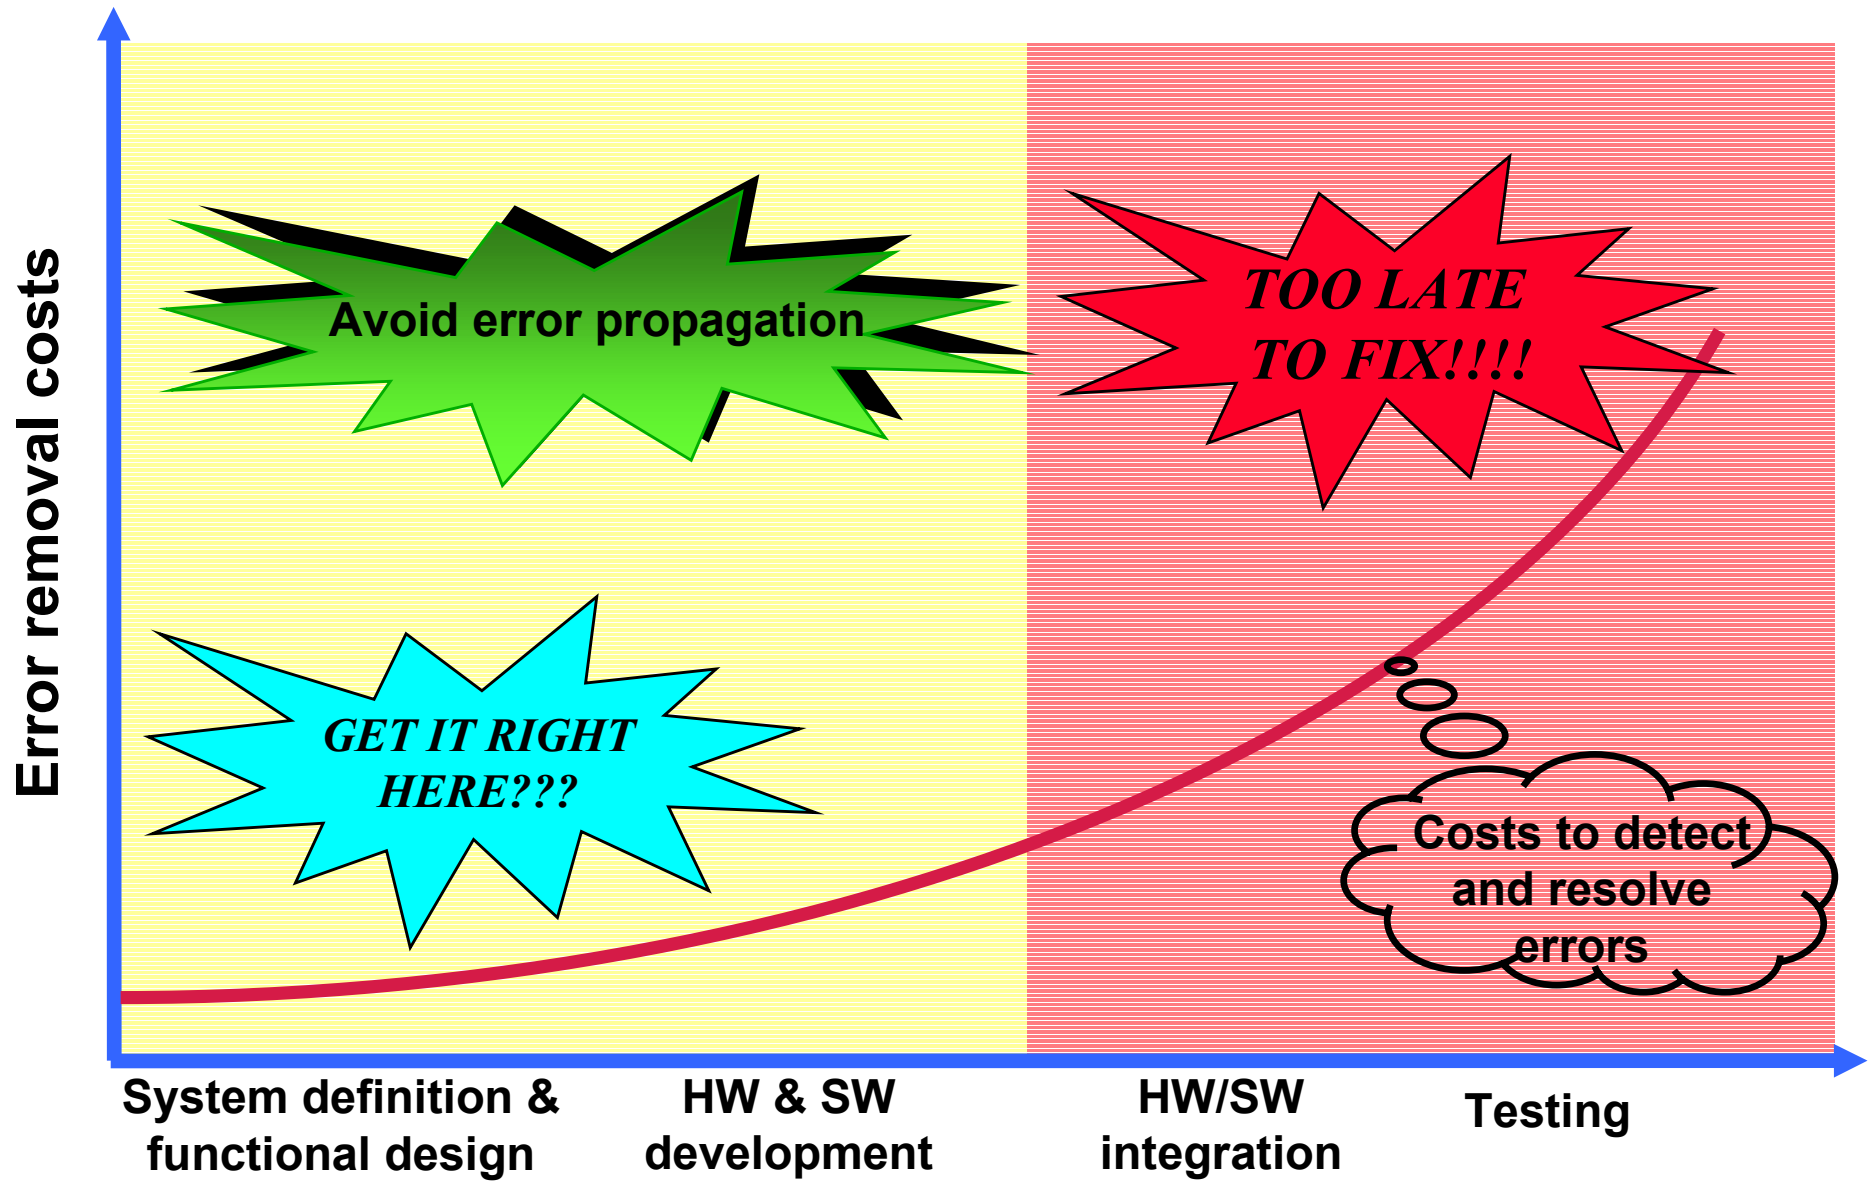 Error removal costs
Avoid error propagation
TOO LATE
TO FIX!!!!
GET IT RIGHT
HERE???
Costs to detect
and resolve
errors
System definition &
functional design
HW & SW
development
HW/SW
integration
Testing